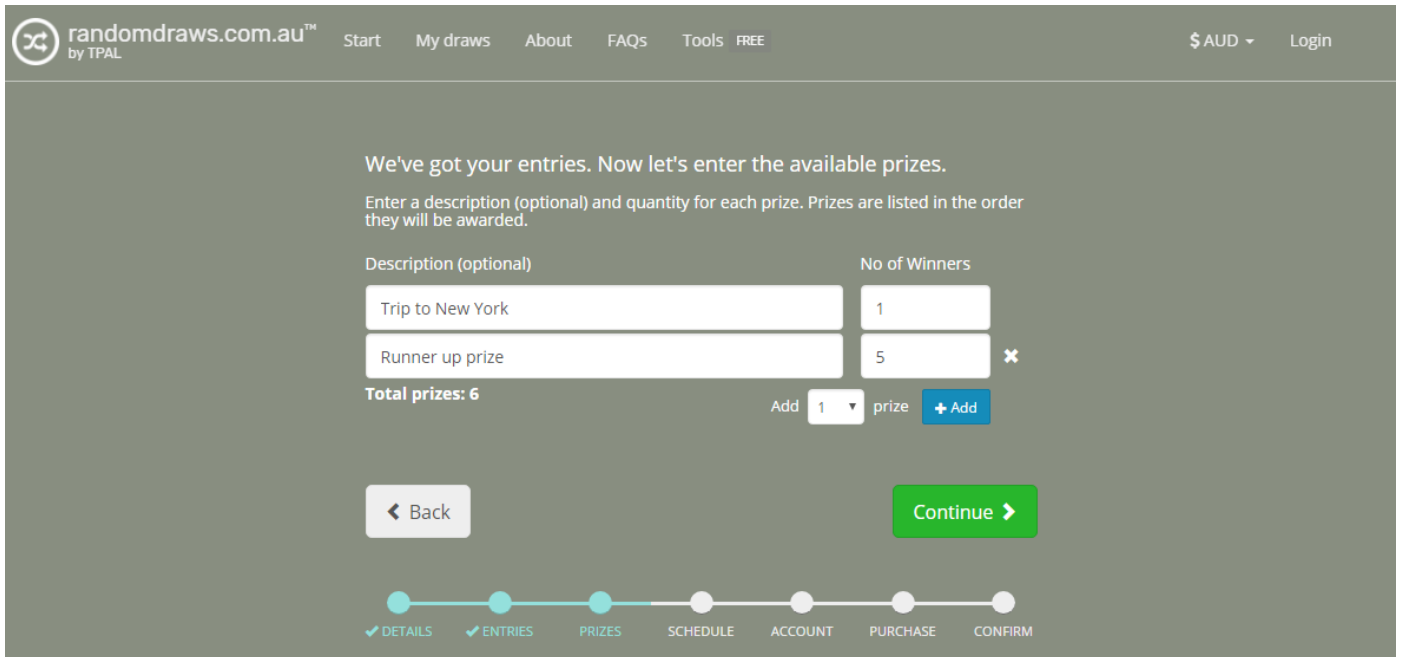 randomdraws.com.au™
by TPAL
Start My draws About FAQs Tools FREE $ AUD Login
We've got your entries. Now let's enter the available prizes.
Enter a description (optional) and quantity for each prize. Prizes are listed in the order
they will be awarded.
Description (optional) No of Winners
Trip to New York 1
Runner up prize 5
Total prizes: 6
Add 1 prize + Add
Back Continue
DETAILS ENTRIES PRIZES SCHEDULE ACCOUNT PURCHASE CONFIRM